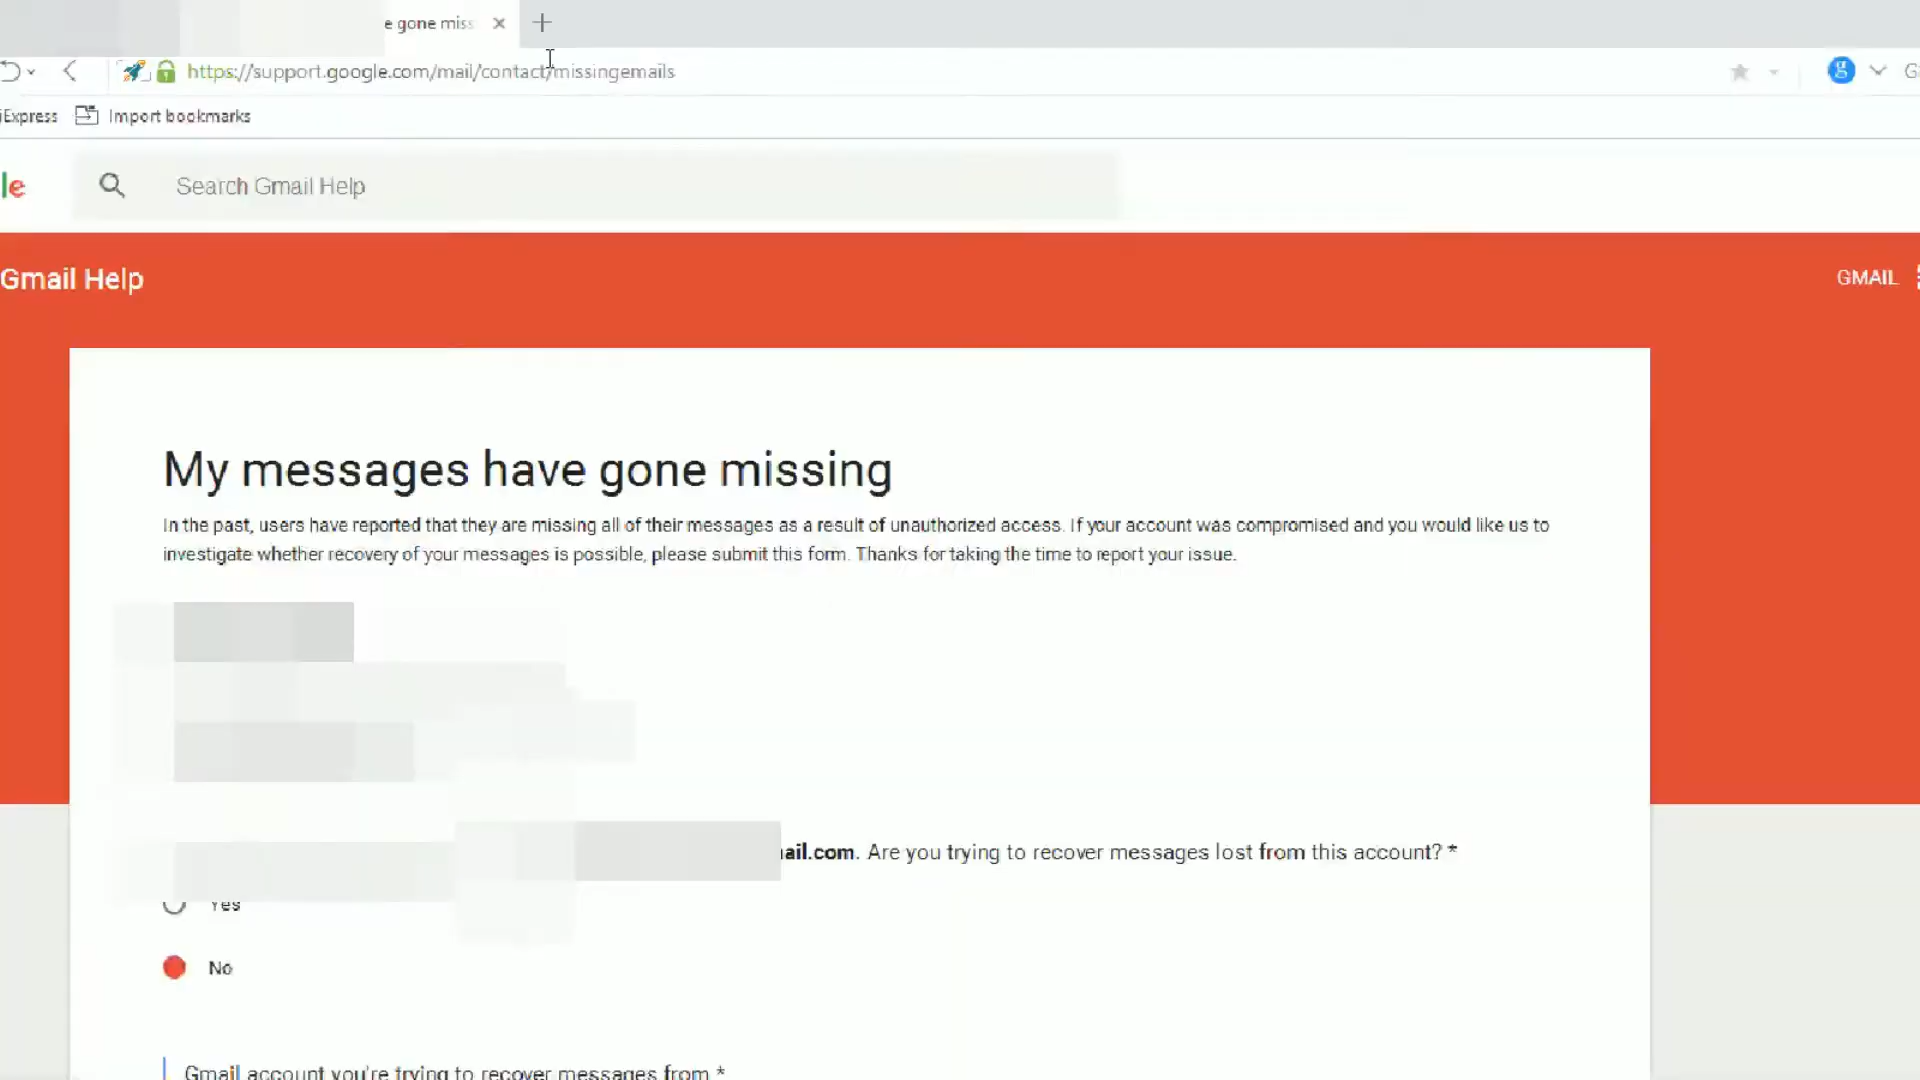 e gone miss
https://support.google.com/mail/contact/missingemails
iExpress Import bookmarks
le Search Gmail Help
Gmail Help GMAIL
My messages have gone missing
In the past, users have reported that they are missing all of their messages as a result of unauthorized access. If your account was compromised and you would like us to
investigate whether recovery of your messages is possible, please submit this form. Thanks for taking the time to report your issue.
ail.com. Are you trying to recover messages lost from this account? *
Yes
No
Gmail account you're trying to recover messages from *